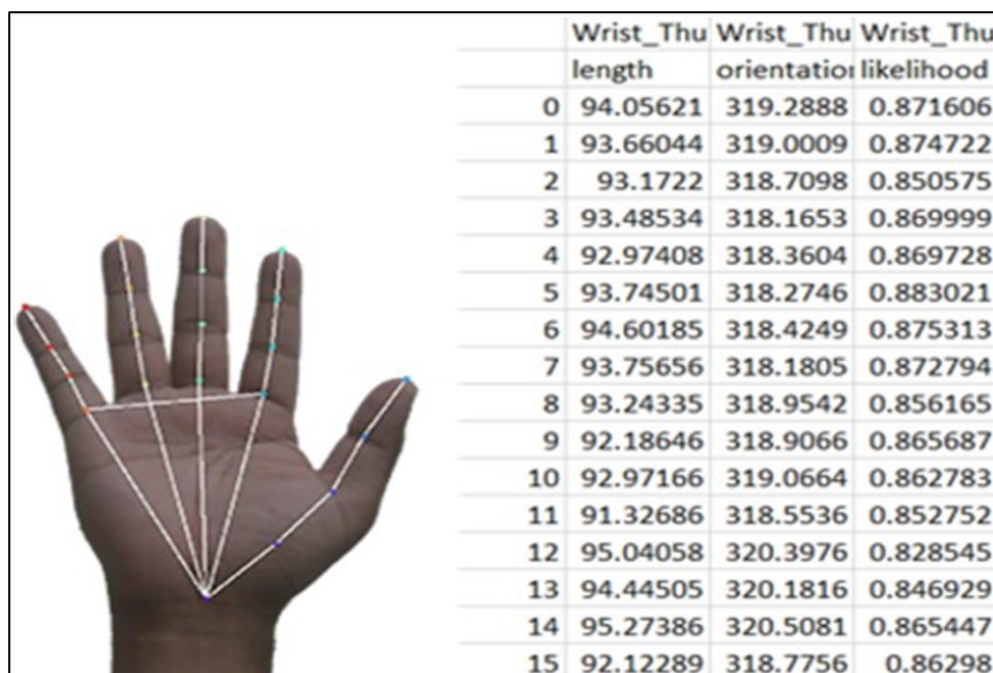 Wrist_Thu Wrist_Thu Wrist_Thu
length orientation likelihood
0 94.05621 319.2888 0.871606
1 93.66044 319.0009 0.874722
2 93.1722 318.7098 0.850575
3 93.48534 318.1653 0.869999
4 92.97408 318.3604 0.869728
5 93.74501 318.2746 0.883021
6 94.60185 318.4249 0.875313
7 93.75656 318.1805 0.872794
8 93.24335 318.9542 0.856165
9 92.18646 318.9066 0.865687
10 92.97166 319.0664 0.862783
11 91.32686 318.5536 0.852752
12 95.04058 320.3976 0.828545
13 94.44505 320.1816 0.846929
14 95.27386 320.5081 0.865447
15 92.12289 318.7756 0.86298